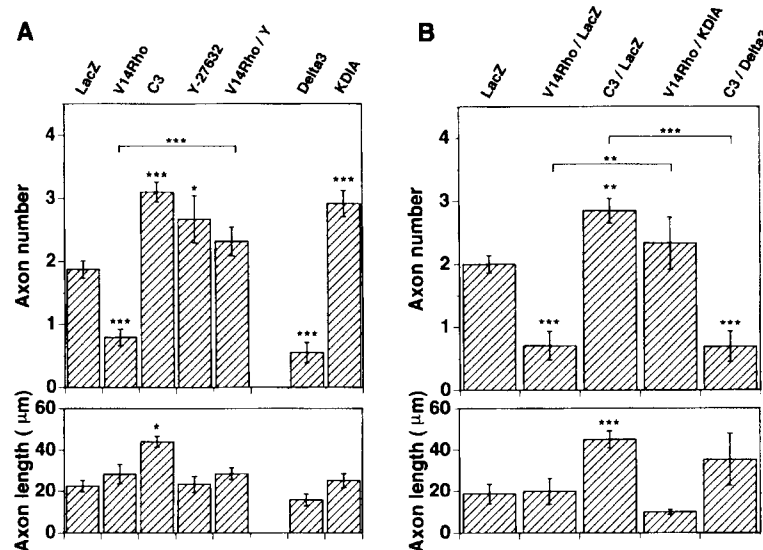 A
LacZ
V14Rho
C3
Y-27632
V14Rho / Y
Delta3
KDIA
Axon number
4
3
2
1
0
***
***
***
*
***
***
Axon length ( μm)
60
40
20
0
*
B
LacZ
V14Rho / LacZ
C3 / LacZ
V14Rho / KDIA
C3 / Delta3
Axon number
4
3
2
1
0
***
**
**
***
***
Axon length ( μm)
60
40
20
0
***